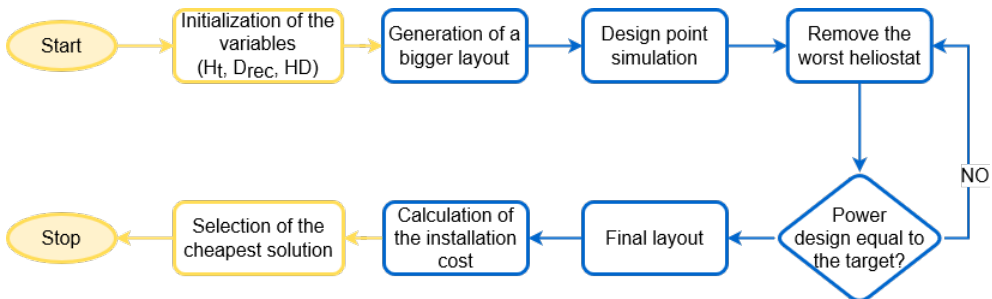 Start
Initialization of the
variables
(Ht, Drec, HD)
Generation of a
bigger layout
Design point
simulation
Remove the
worst heliostat
NO
Power
design equal to
the target?
Final layout
Calculation of
the installation
cost
Selection of the
cheapest solution
Stop